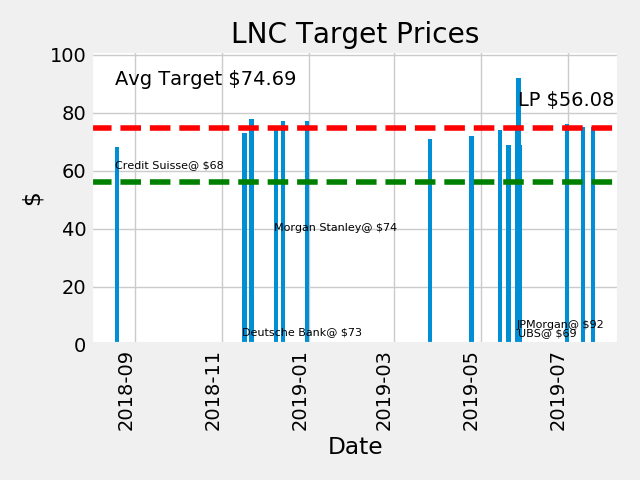 LNC Target Prices
100
Avg Target $74.69
LP $56.08
80
Credit Suisse@ $68
60
$
Morgan Stanley@ $74
40
20
JPMorgan@ $92
Deutsche Bank@ $73
UBS@ $69
0
2018-09
2018-11
2019-01
2019-03
2019-05
2019-07
Date